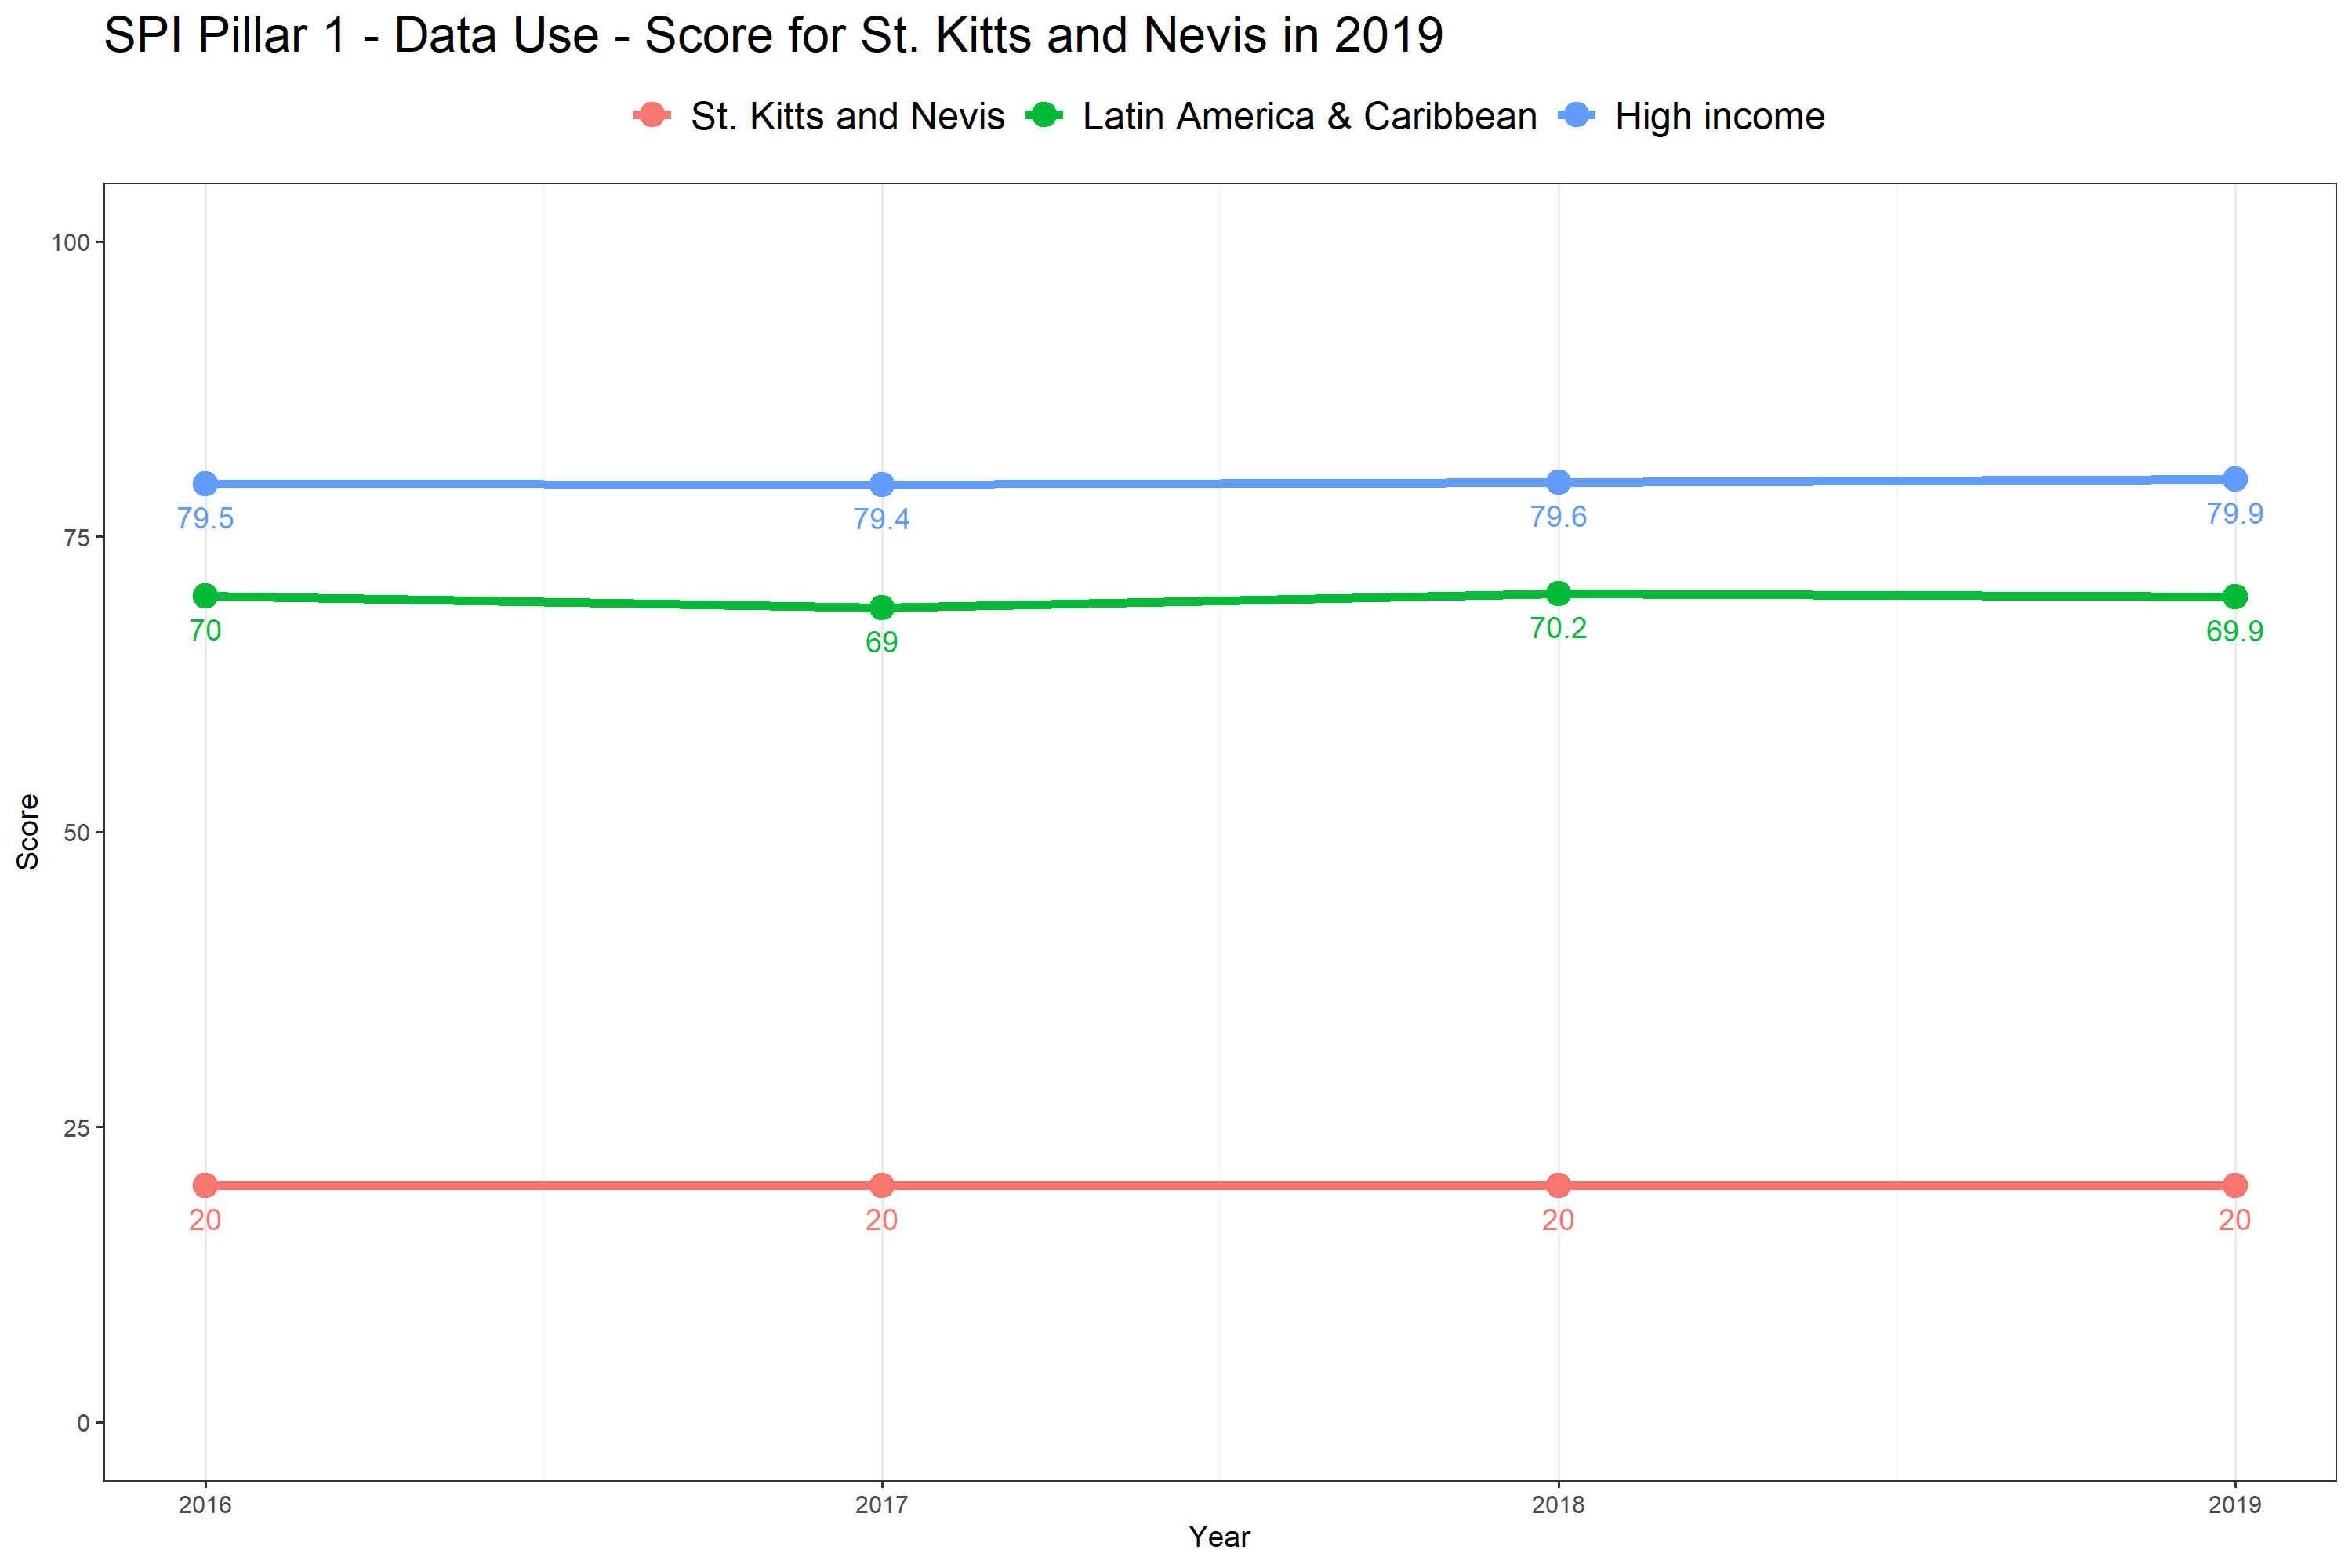 SPI Pillar 1 - Data Use - Score for St. Kitts and Nevis in 2019
St. Kitts and Nevis Latin America & Caribbean High income
100
75
50
25
0
Score
79.5 79.4 79.6 79.9
70 69 70.2 69.9
20 20 20 20
2016 2017 2018 2019
Year